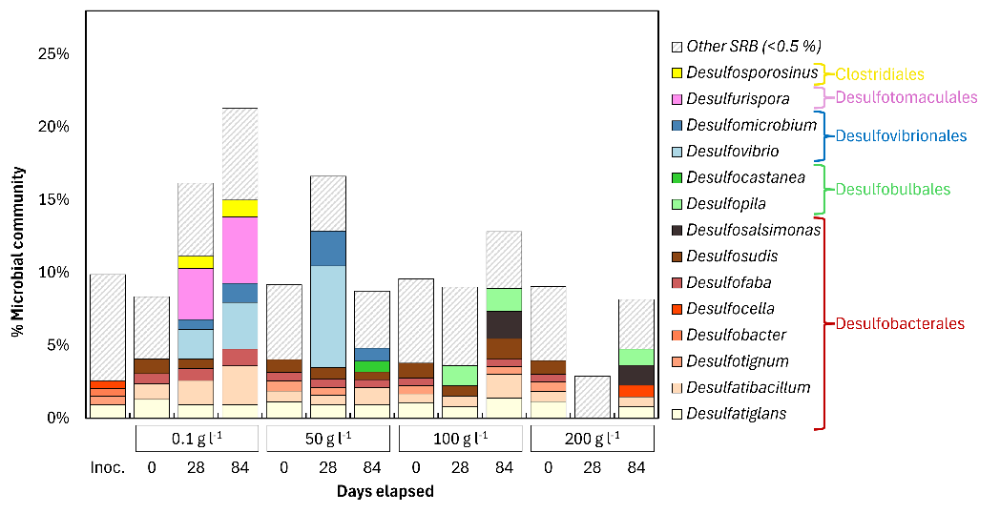 25%
20%
15%
10%
5%
0%
% Microbial community
Other SRB (<0.5 %)
Desulfosporosinus
Desulfurispora
Desulfomicrobium
Desulfovibrio
Desulfocastanea
Desulfopila
Desulfosalsimonas
Desulfosudis
Desulfofaba
Desulfocella
Desulfobacter
Desulfotignum
Desulfatibacillum
Desulfatiglans
Clostridiales
Desulfotomaculales
Desulfovibrionales
Desulfobulbales
Desulfobacterales
0.1 g l⁻¹ 50 g l⁻¹ 100 g l⁻¹ 200 g l⁻¹
Inoc. 0 28 84 0 28 84 0 28 84 0 28 84
Days elapsed